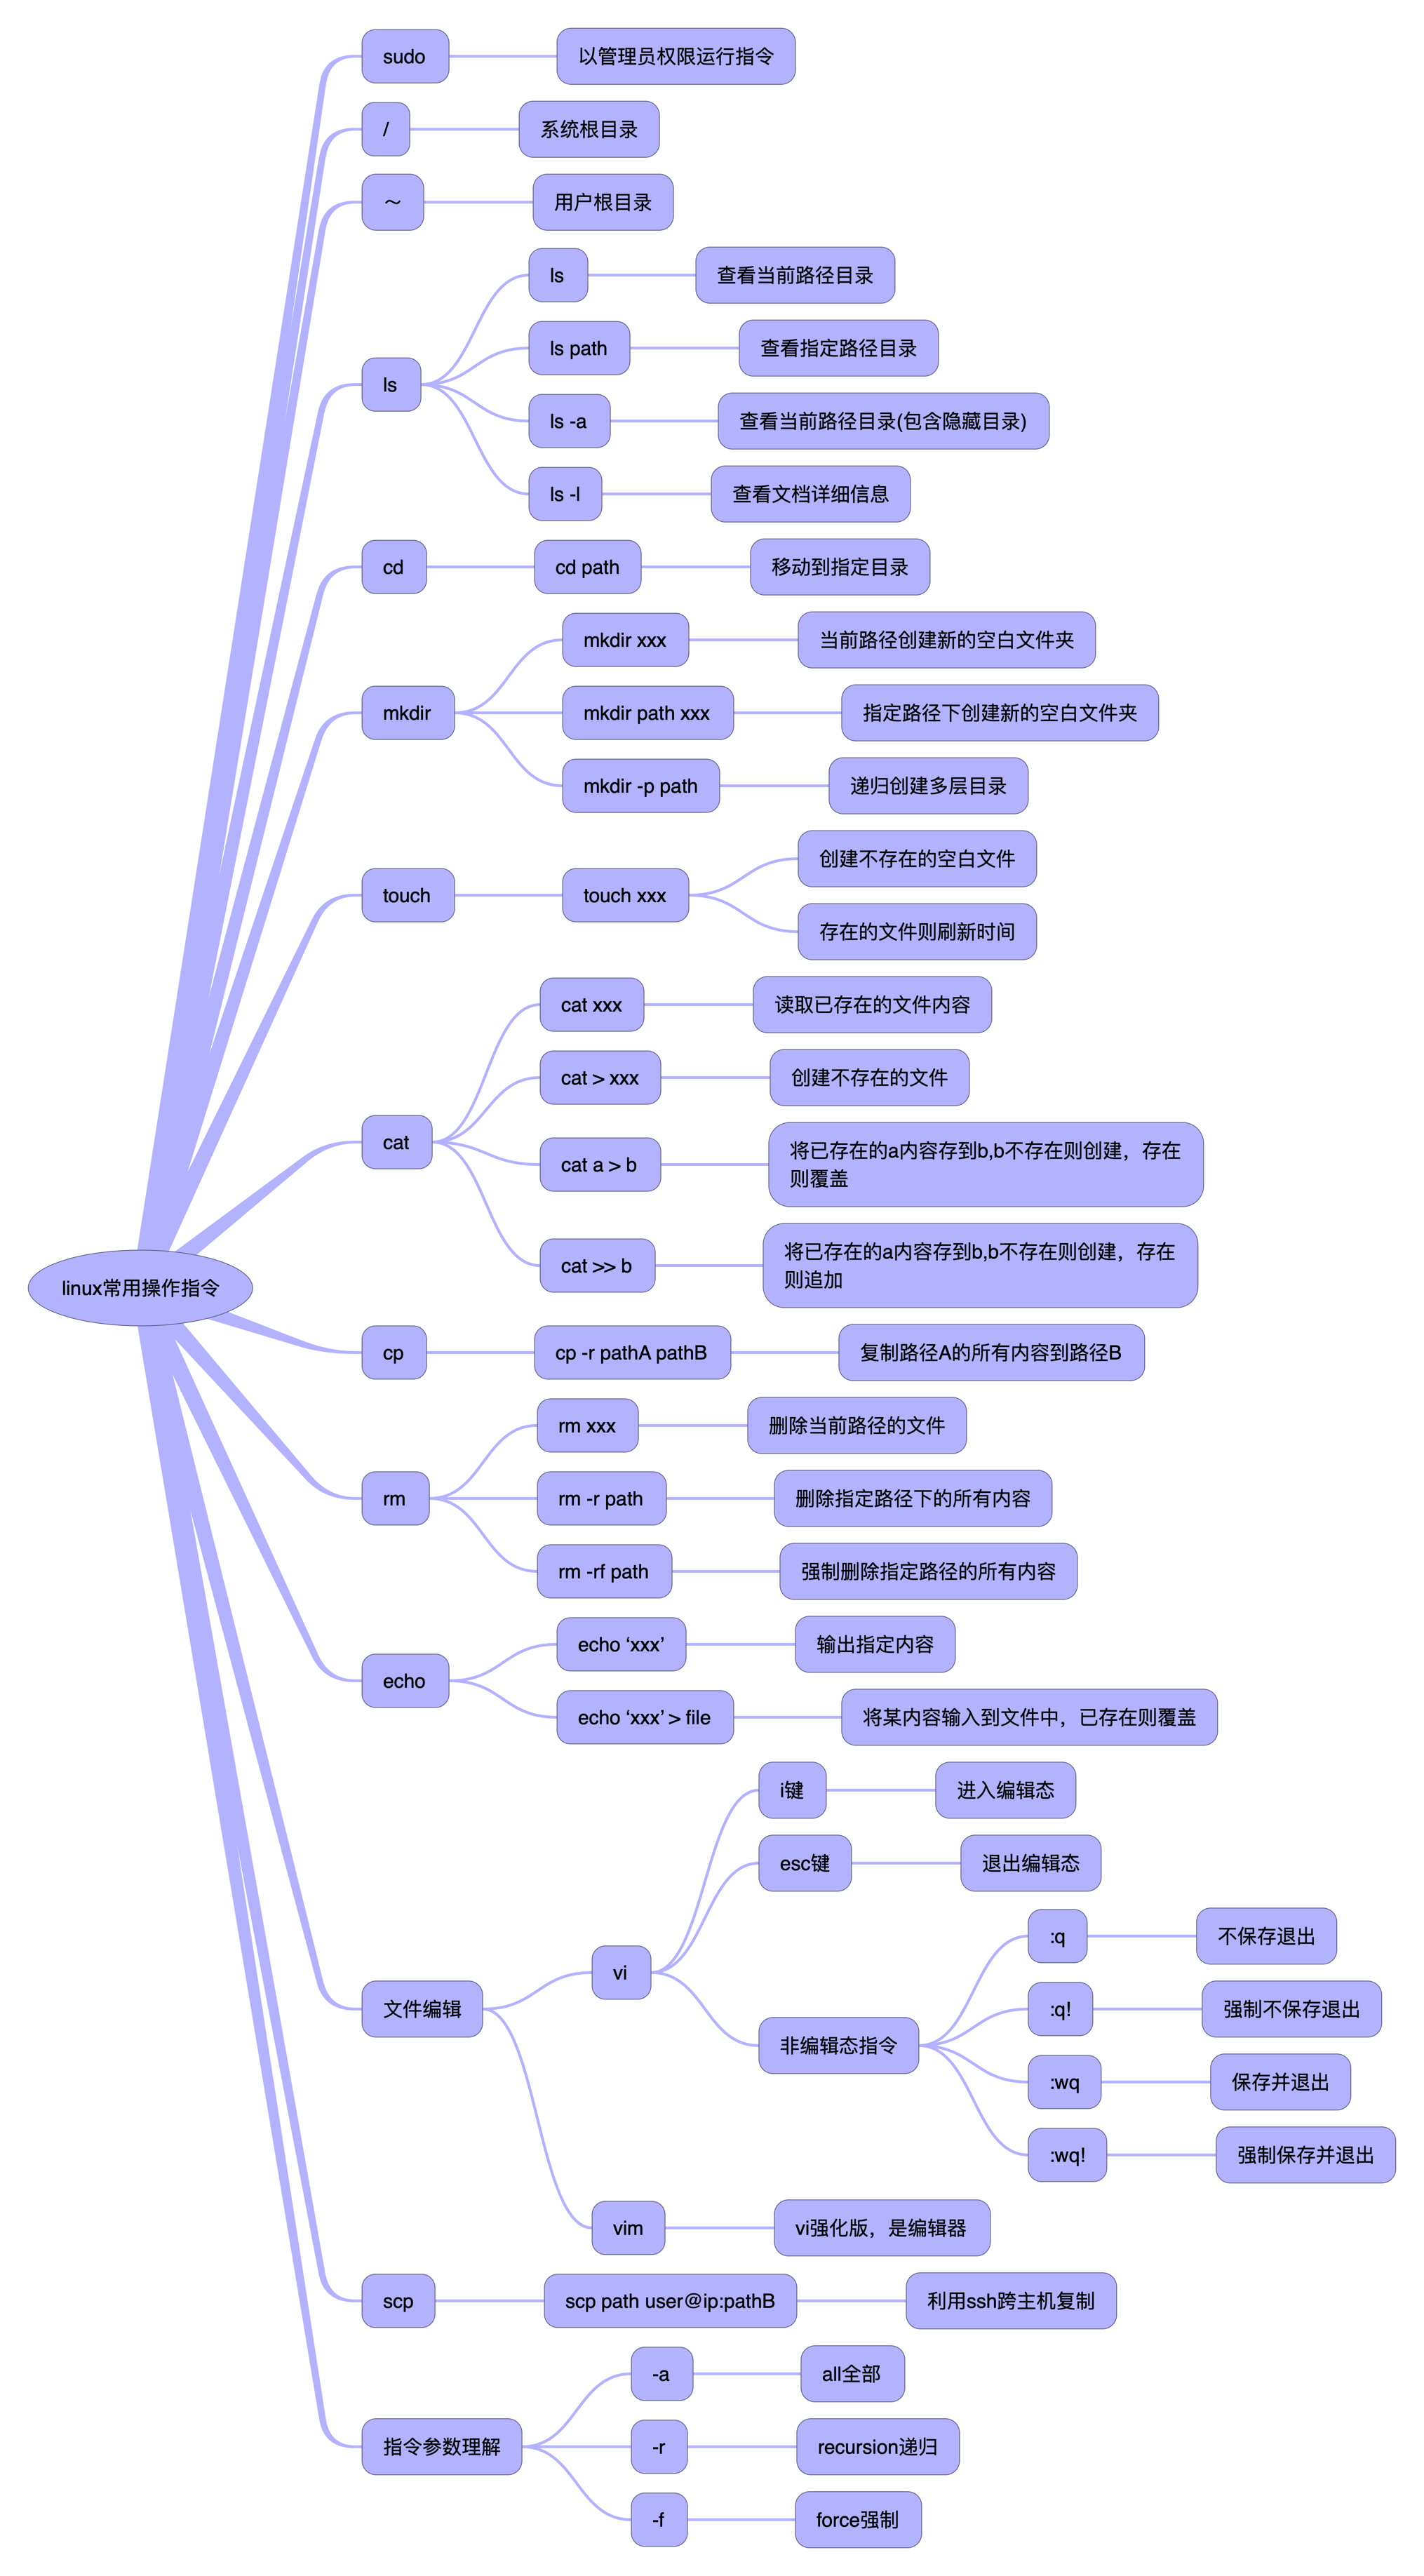 sudo
以管理员权限运行指令
/
系统根目录
～
用户根目录
ls
ls
查看当前路径目录
ls path
查看指定路径目录
ls -a
查看当前路径目录(包含隐藏目录)
ls -l
查看文档详细信息
cd
cd path
移动到指定目录
mkdir
mkdir xxx
当前路径创建新的空白文件夹
mkdir path xxx
指定路径下创建新的空白文件夹
mkdir -p path
递归创建多层目录
touch
touch xxx
创建不存在的空白文件
存在的文件则刷新时间
cat
cat xxx
读取已存在的文件内容
cat > xxx
创建不存在的文件
cat a > b
将已存在的a内容存到b,b不存在则创建，存在
则覆盖
cat >> b
将已存在的a内容存到b,b不存在则创建，存在
则追加
linux常用操作指令
cp
cp -r pathA pathB
复制路径A的所有内容到路径B
rm
rm xxx
删除当前路径的文件
rm -r path
删除指定路径下的所有内容
rm -rf path
强制删除指定路径的所有内容
echo
echo ‘xxx’
输出指定内容
echo ‘xxx’ > file
将某内容输入到文件中，已存在则覆盖
文件编辑
vi
i键
进入编辑态
esc键
退出编辑态
非编辑态指令
:q
不保存退出
:q!
强制不保存退出
:wq
保存并退出
:wq!
强制保存并退出
vim
vi强化版，是编辑器
scp
scp path user@ip:pathB
利用ssh跨主机复制
指令参数理解
-a
all全部
-r
recursion递归
-f
force强制